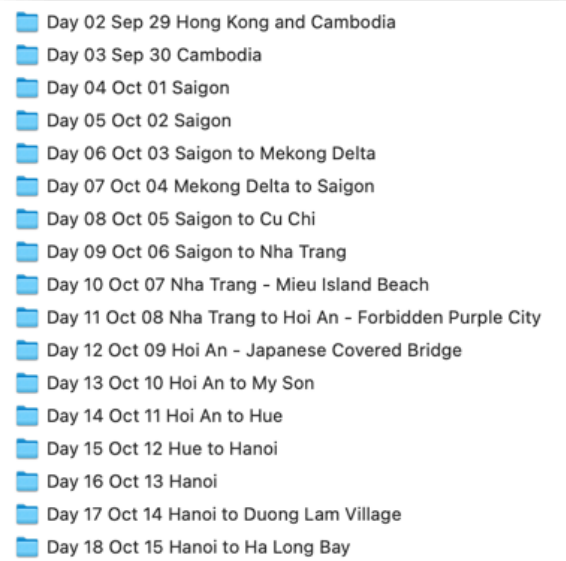 Day 02 Sep 29 Hong Kong and Cambodia
Day 03 Sep 30 Cambodia
Day 04 Oct 01 Saigon
Day 05 Oct 02 Saigon
Day 06 Oct 03 Saigon to Mekong Delta
Day 07 Oct 04 Mekong Delta to Saigon
Day 08 Oct 05 Saigon to Cu Chi
Day 09 Oct 06 Saigon to Nha Trang
Day 10 Oct 07 Nha Trang - Mieu Island Beach
Day 11 Oct 08 Nha Trang to Hoi An - Forbidden Purple City
Day 12 Oct 09 Hoi An - Japanese Covered Bridge
Day 13 Oct 10 Hoi An to My Son
Day 14 Oct 11 Hoi An to Hue
Day 15 Oct 12 Hue to Hanoi
Day 16 Oct 13 Hanoi
Day 17 Oct 14 Hanoi to Duong Lam Village
Day 18 Oct 15 Hanoi to Ha Long Bay